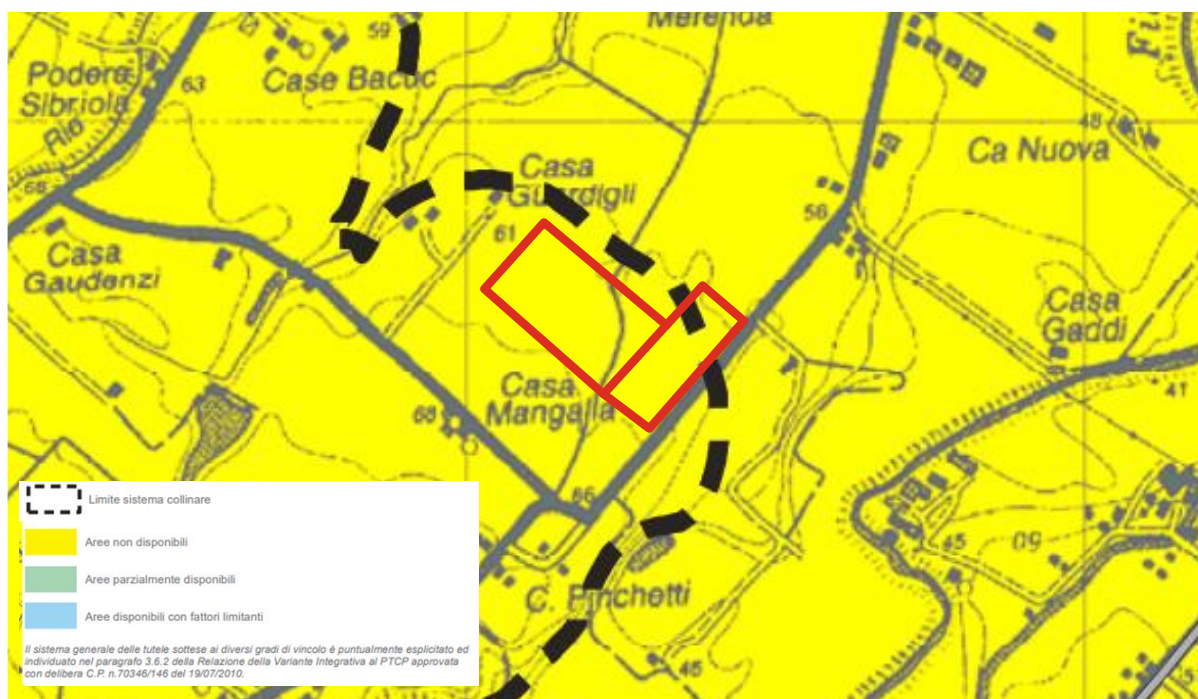 Merenda
59
Podere
Sibriola
63
Case Bacuc
Rio
48
Ca Nuova
Casa
Guardigli
68
61
56
Casa
Gaudenzi
Casa
Gaddi
41
Casa
Mangalla
68
66
45
60
C. Finchetti
45
Limite sistema collinare
Aree non disponibili
Aree parzialmente disponibili
Aree disponibili con fattori limitanti
Il sistema generale delle tutele sottese ai diversi gradi di vincolo è puntualmente esplicitato ed
individuato nel paragrafo 3.6.2 della Relazione della Variante Integrativa al PTCP approvata
con delibera C.P. n.70346/146 del 19/07/2010.